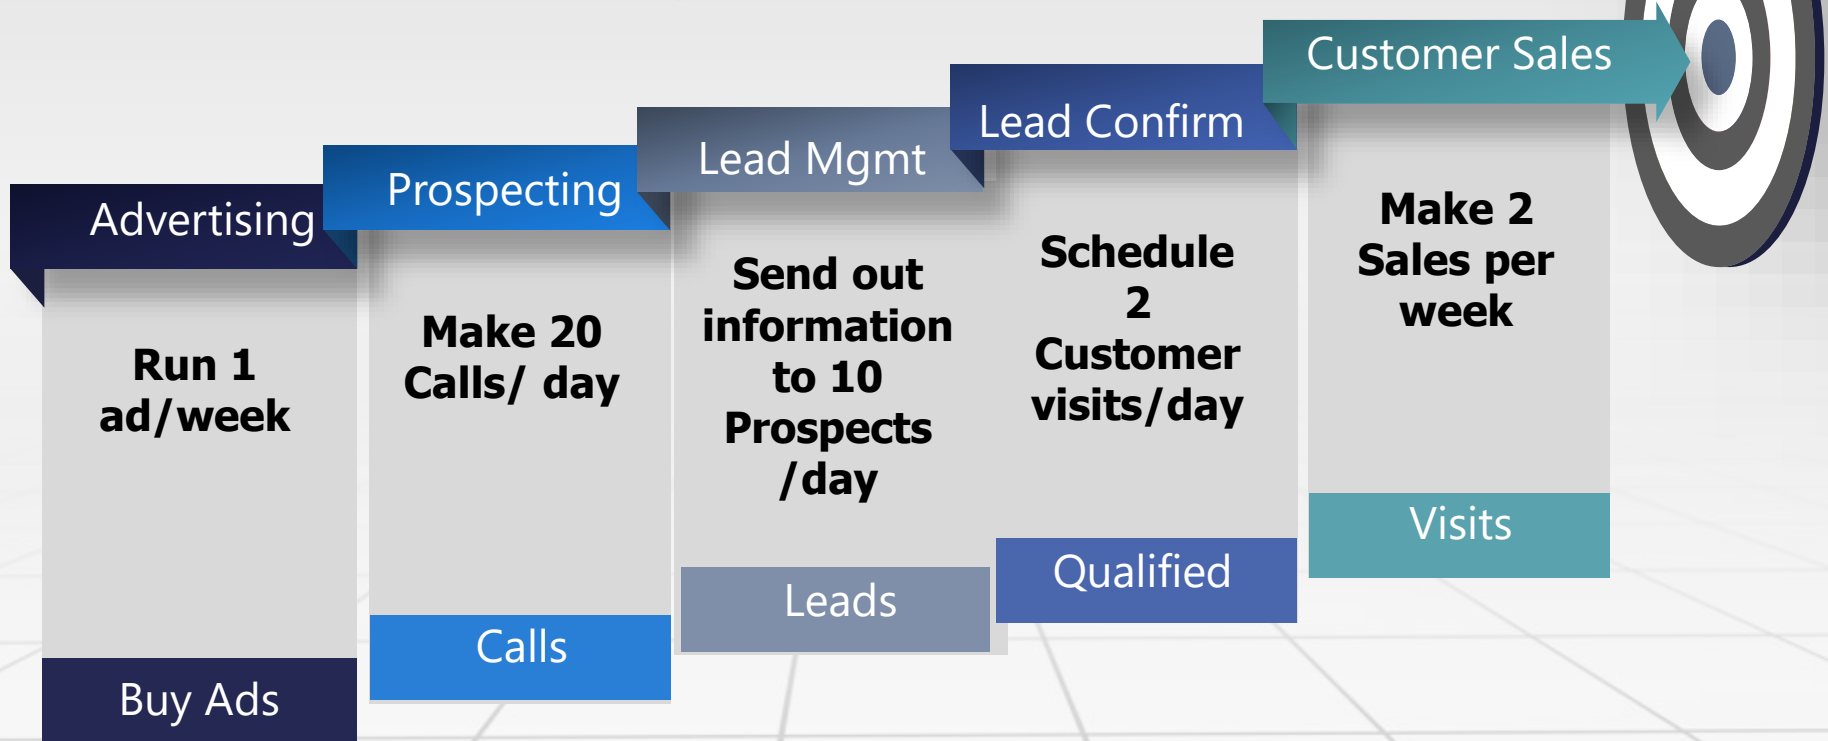 Advertising
Run 1
ad/week
Buy Ads
Prospecting
Make 20
Calls/ day
Calls
Lead Mgmt
Send out
information
to 10
Prospects
/day
Leads
Lead Confirm
Schedule
2
Customer
visits/day
Qualified
Customer Sales
Make 2
Sales per
week
Visits